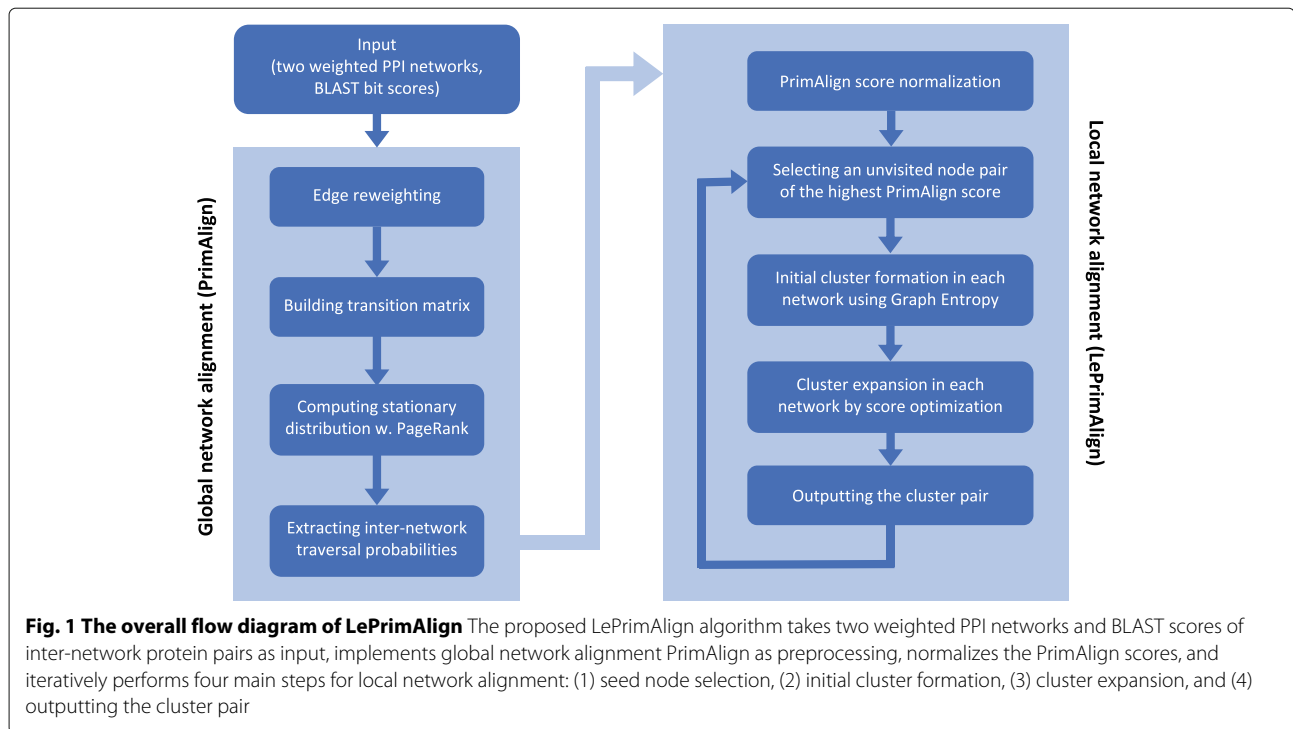 Input
(two weighted PPI networks,
BLAST bit scores)
Global network alignment (PrimAlign)
Edge reweighting
Building transition matrix
Computing stationary
distribution w. PageRank
Extracting inter-network
traversal probabilities
PrimAlign score normalization
Selecting an unvisited node pair
of the highest PrimAlign score
Initial cluster formation in each
network using Graph Entropy
Cluster expansion in each
network by score optimization
Outputting the cluster pair
Local network alignment (LePrimAlign)
Fig. 1 The overall flow diagram of LePrimAlign The proposed LePrimAlign algorithm takes two weighted PPI networks and BLAST scores of
inter-network protein pairs as input, implements global network alignment PrimAlign as preprocessing, normalizes the PrimAlign scores, and
iteratively performs four main steps for local network alignment: (1) seed node selection, (2) initial cluster formation, (3) cluster expansion, and (4)
outputting the cluster pair